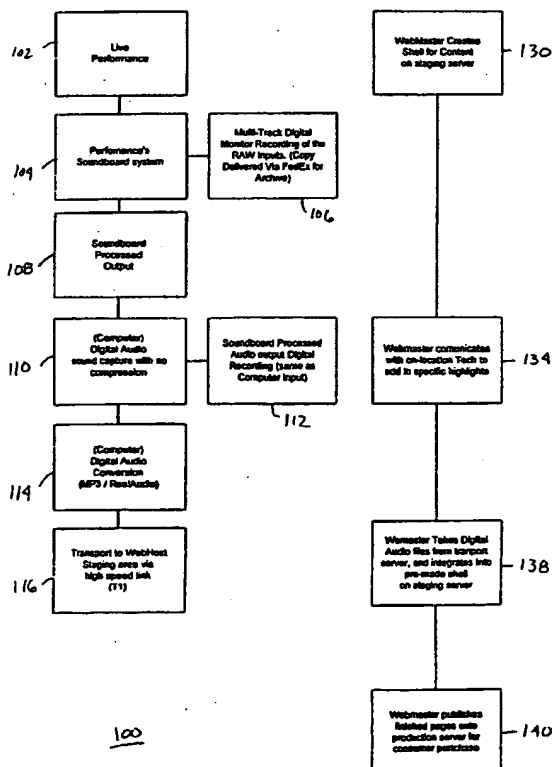 102
Live
Performance
104
Perfomance's
Soundboard system
Multi-Track Digital
Monitor Recording of the
RAW Inputs. (Copy
Delivered Via FedEx for
Archive)
106
108
Soundboard
Processed
Output
110
(Computer)
Digital Audio
sound capture with no
compression
Soundboard Processed
Audio output Digital
Recording (same as
Computer Input)
112
114
(Computer)
Digital Audio
Conversion
(MP3 / RealAudio)
116
Transport to WebHost
Staging area via
high speed link
(T1)
100
WebMaster Creates
Shell for Content
on staging server
130
Webmaster comunicates
with on-location Tech to
add in specific highlights
134
Wemaster Takes Digital
Audio files from tranport
server, and integrates into
pre-made shell
on staging server
138
Webmaster publishes
finished pages onto
production server for
consumer purtchase
140